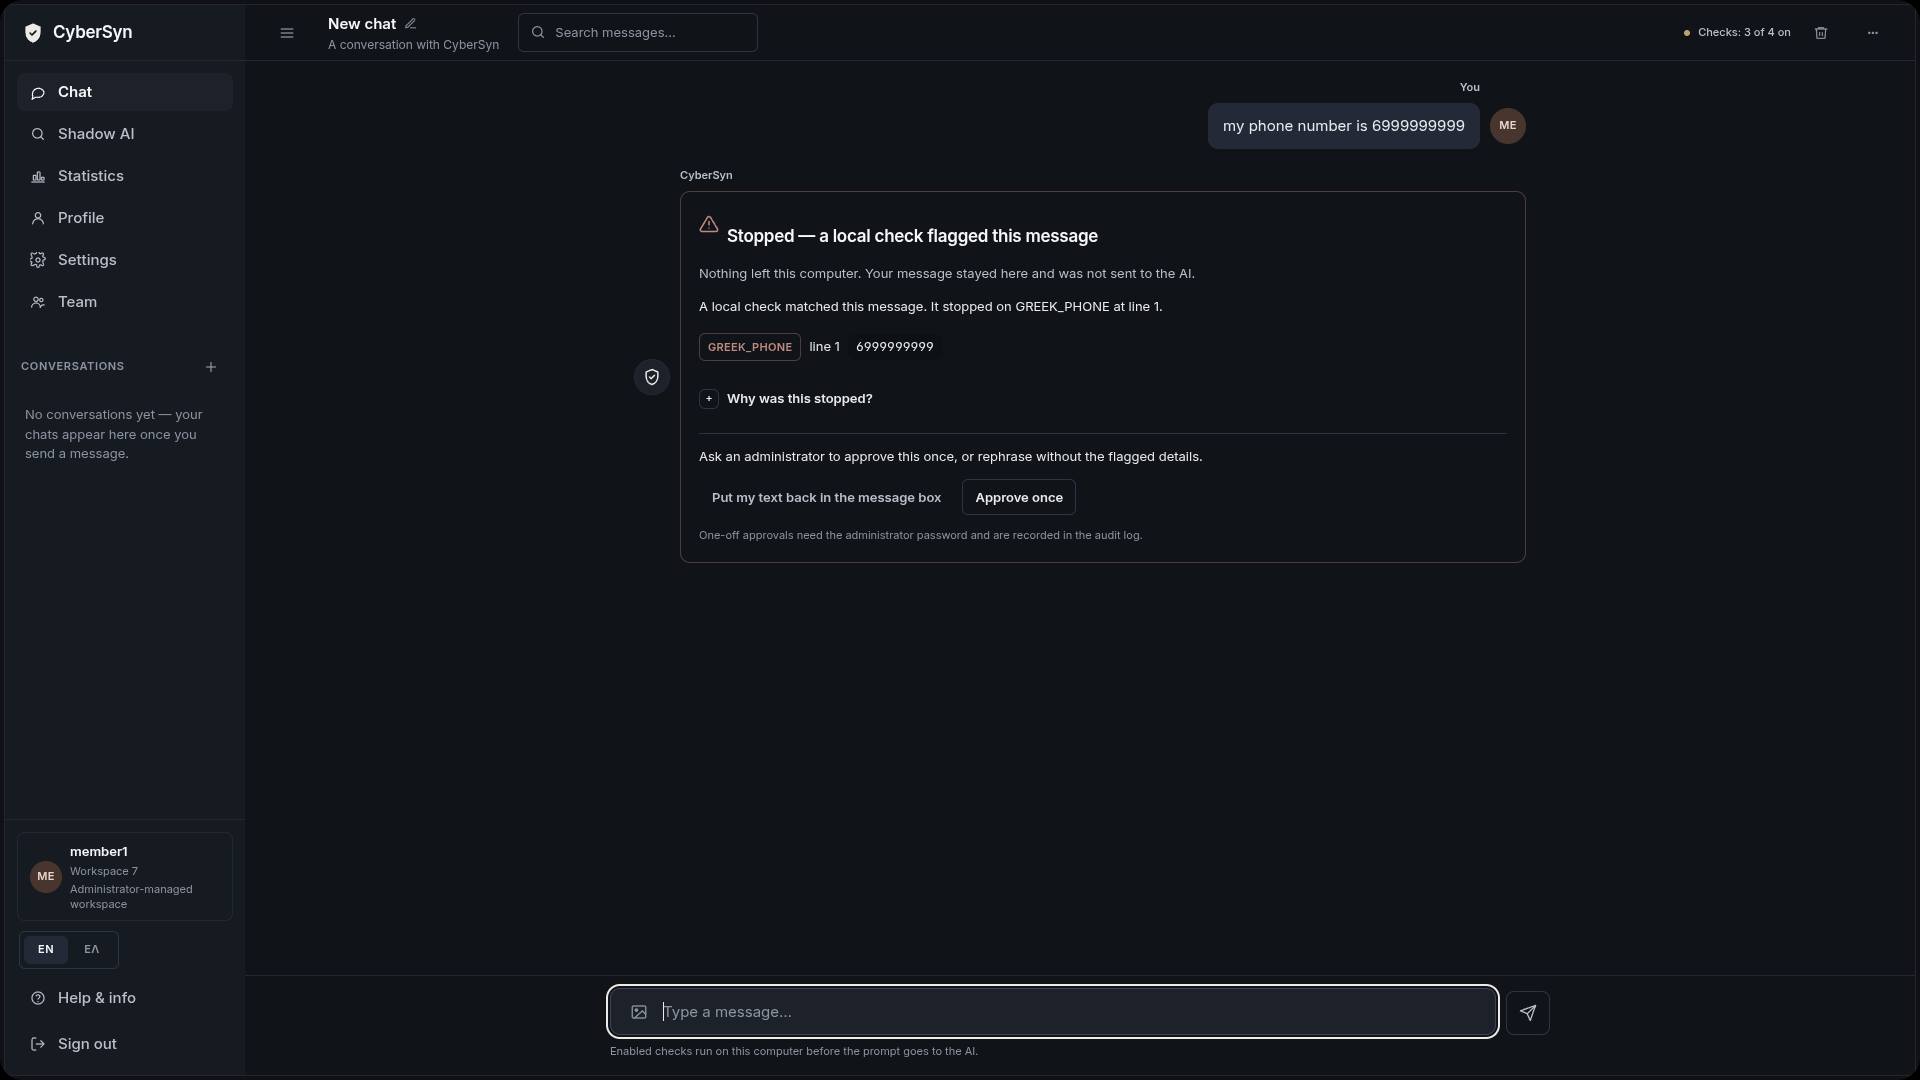 CyberSyn
New chat
A conversation with CyberSyn
Search messages...
Checks: 3 of 4 on
Chat
Shadow AI
Statistics
Profile
Settings
Team
CONVERSATIONS
No conversations yet — your
chats appear here once you
send a message.
You
my phone number is 6999999999
ME
CyberSyn
Stopped — a local check flagged this message
Nothing left this computer. Your message stayed here and was not sent to the AI.
A local check matched this message. It stopped on GREEK_PHONE at line 1.
GREEK_PHONE line 1 6999999999
+ Why was this stopped?
Ask an administrator to approve this once, or rephrase without the flagged details.
Put my text back in the message box Approve once
One-off approvals need the administrator password and are recorded in the audit log.
ME
member1
Workspace 7
Administrator-managed
workspace
EN ΕΛ
Help & info
Sign out
Type a message...
Enabled checks run on this computer before the prompt goes to the AI.